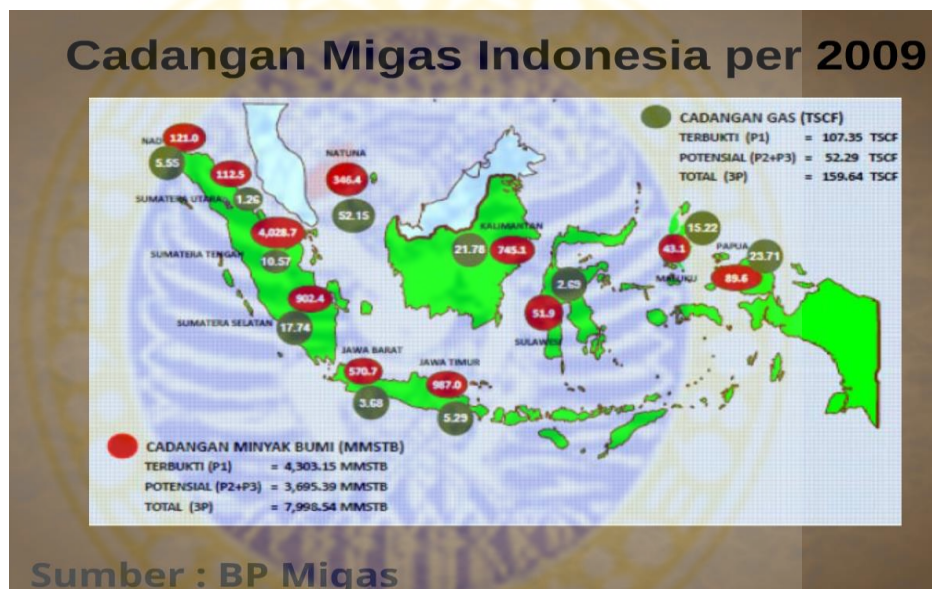 Cadangan Migas Indonesia per 2009
CADANGAN GAS (TSCF)
TERBUKTI (P1) = 107.35 TSCF
POTENSIAL (P2+P3) = 52.29 TSCF
TOTAL (3P) = 159.64 TSCF
NAD
121.0
5.55
112.5
SUMATERA UTARA
1.26
NATUNA
346.4
52.15
4,028.7
SUMATERA TENGAH
10.57
KALIMANTAN
21.78
745.1
15.22
43.1
MALUKU
PAPUA
23.71
89.6
2.69
51.9
SULAWESI
902.4
SUMATERA SELATAN
17.74
JAWA BARAT
570.7
3.68
JAWA TIMUR
987.0
5.29
CADANGAN MINYAK BUMI (MMSTB)
TERBUKTI (P1) = 4,303.15 MMSTB
POTENSIAL (P2+P3) = 3,695.39 MMSTB
TOTAL (3P) = 7,998.54 MMSTB
Sumber : BP Migas